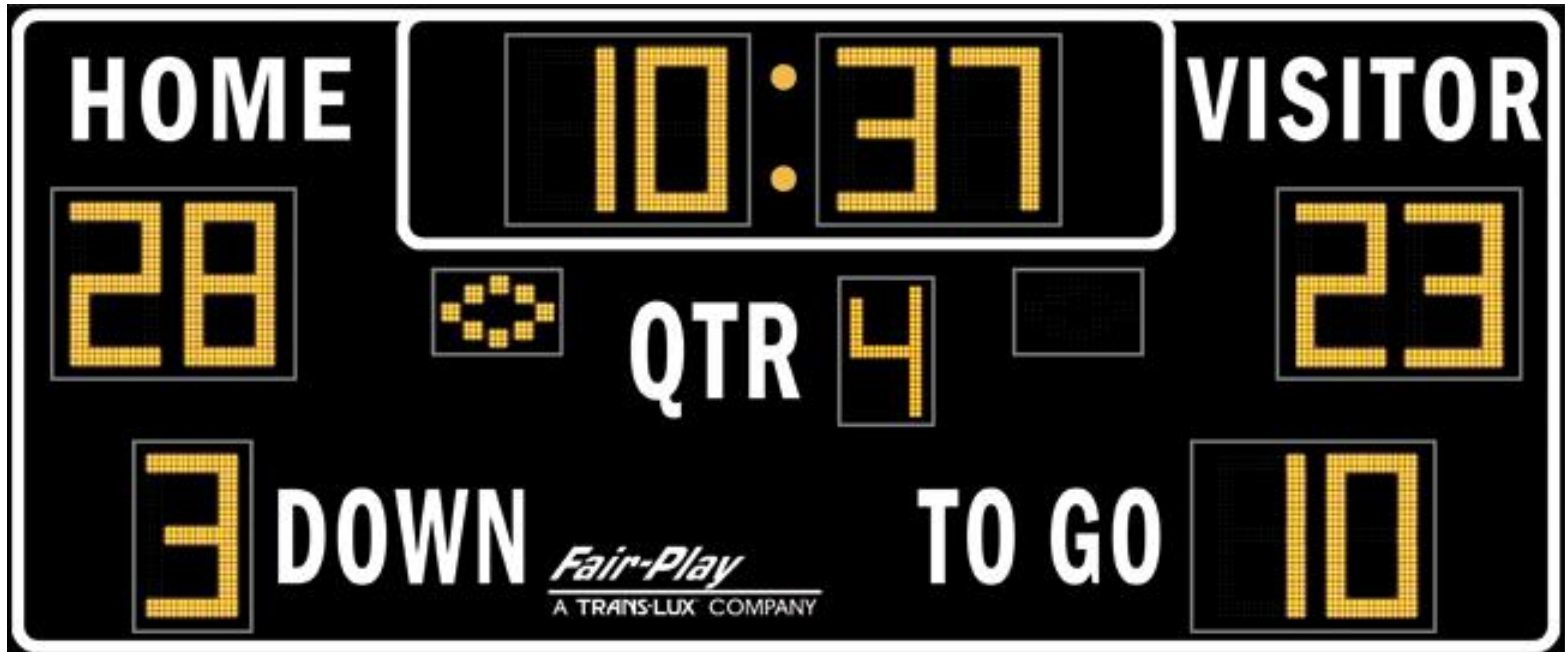 HOME 10:37 VISITOR
28 23
QTR 4
3 DOWN TO GO 10
Fair-Play
A TRANS-LUX COMPANY